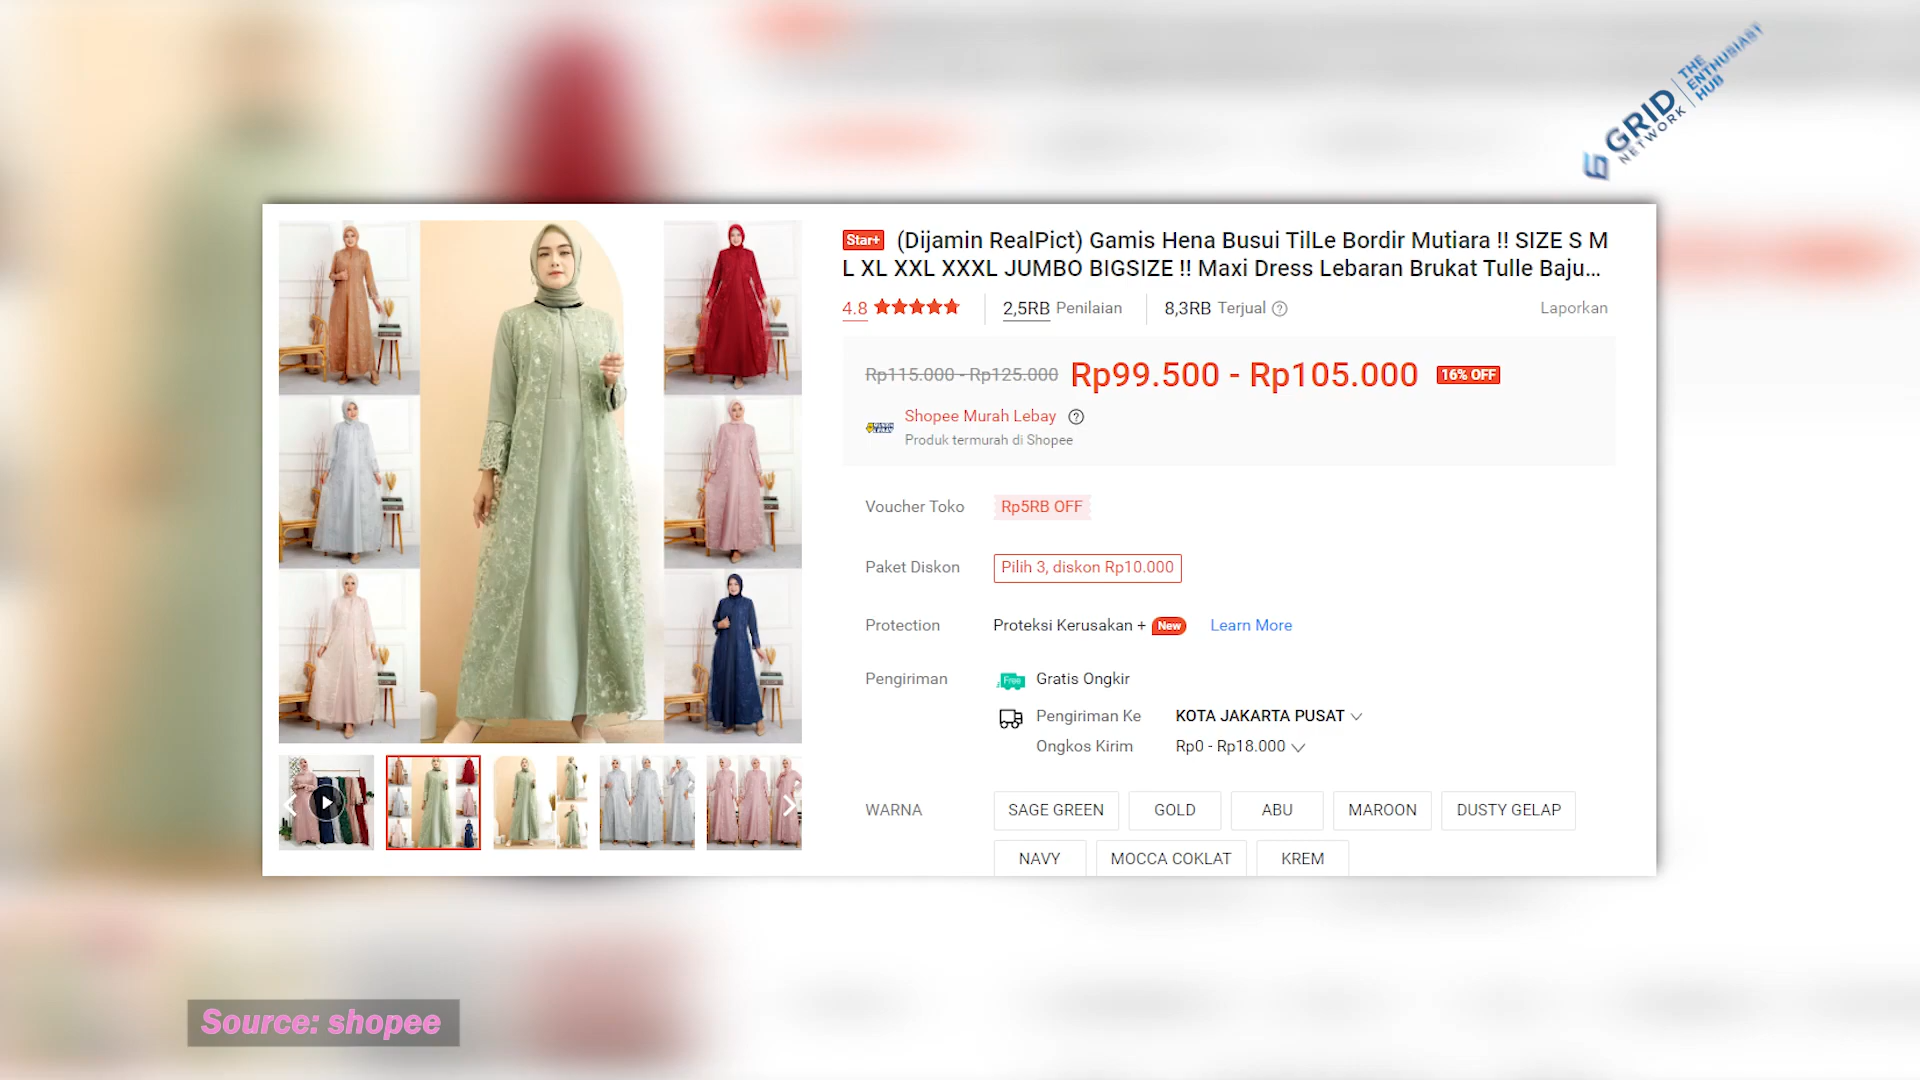 GRID
NETWORK
THE
ENTHUSIAST
HUB
Star+ (Dijamin RealPict) Gamis Hena Busui TilLe Bordir Mutiara !! SIZE S M
L XL XXL XXXL JUMBO BIGSIZE !! Maxi Dress Lebaran Brukat Tulle Baju...
4.8 2,5RB Penilaian 8,3RB Terjual ? Laporkan
Rp115.000 - Rp125.000 Rp99.500 - Rp105.000 16% OFF
Shopee Murah Lebay ?
Produk termurah di Shopee
Voucher Toko Rp5RB OFF
Paket Diskon Pilih 3, diskon Rp10.000
Protection Proteksi Kerusakan + New Learn More
Pengiriman Free Gratis Ongkir
Pengiriman Ke KOTA JAKARTA PUSAT
Ongkos Kirim Rp0 - Rp18.000
WARNA SAGE GREEN GOLD ABU MAROON DUSTY GELAP
NAVY MOCCA COKLAT KREM
Source: shopee